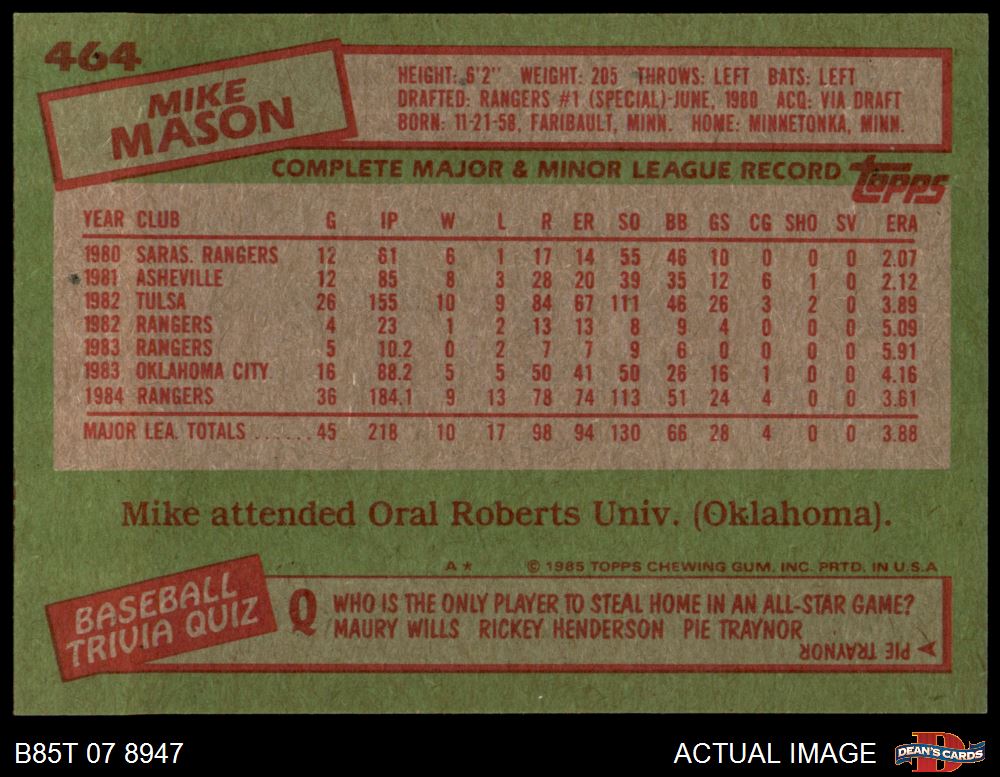 464
MIKE
MASON
HEIGHT: 6'2" WEIGHT: 205 THROWS: LEFT BATS: LEFT
DRAFTED: RANGERS #1 (SPECIAL)-JUNE, 1980 ACQ: VIA DRAFT
BORN: 11-21-58, FARIBAULT, MINN. HOME: MINNETONKA, MINN.
COMPLETE MAJOR & MINOR LEAGUE RECORD topps
YEAR CLUB G IP W L R ER SO BB GS CG SHO SV ERA
1980 SARAS. RANGERS 12 61 6 1 17 14 55 46 10 0 0 0 2.07
1981 ASHEVILLE 12 85 8 3 28 20 39 35 12 6 1 0 2.12
1982 TULSA 26 155 10 9 84 67 111 46 26 3 2 0 3.89
1982 RANGERS 4 23 1 2 13 13 8 9 4 0 0 0 5.09
1983 RANGERS 5 10.2 0 2 7 7 9 6 0 0 0 0 5.91
1983 OKLAHOMA CITY 16 88.2 5 5 50 41 50 26 16 1 0 0 4.16
1984 RANGERS 36 184.1 9 13 78 74 113 51 24 4 0 0 3.61
MAJOR LEA. TOTALS ...... 45 218 10 17 98 94 130 66 28 4 0 0 3.88
Mike attended Oral Roberts Univ. (Oklahoma).
A* © 1985 TOPPS CHEWING GUM, INC. PRTD. IN U.S.A
BASEBALL
TRIVIA QUIZ
Q WHO IS THE ONLY PLAYER TO STEAL HOME IN AN ALL-STAR GAME?
MAURY WILLS RICKEY HENDERSON PIE TRAYNOR
PIE TRAYNOR
B85T 07 8947 ACTUAL IMAGE D DEAN'S CARDS